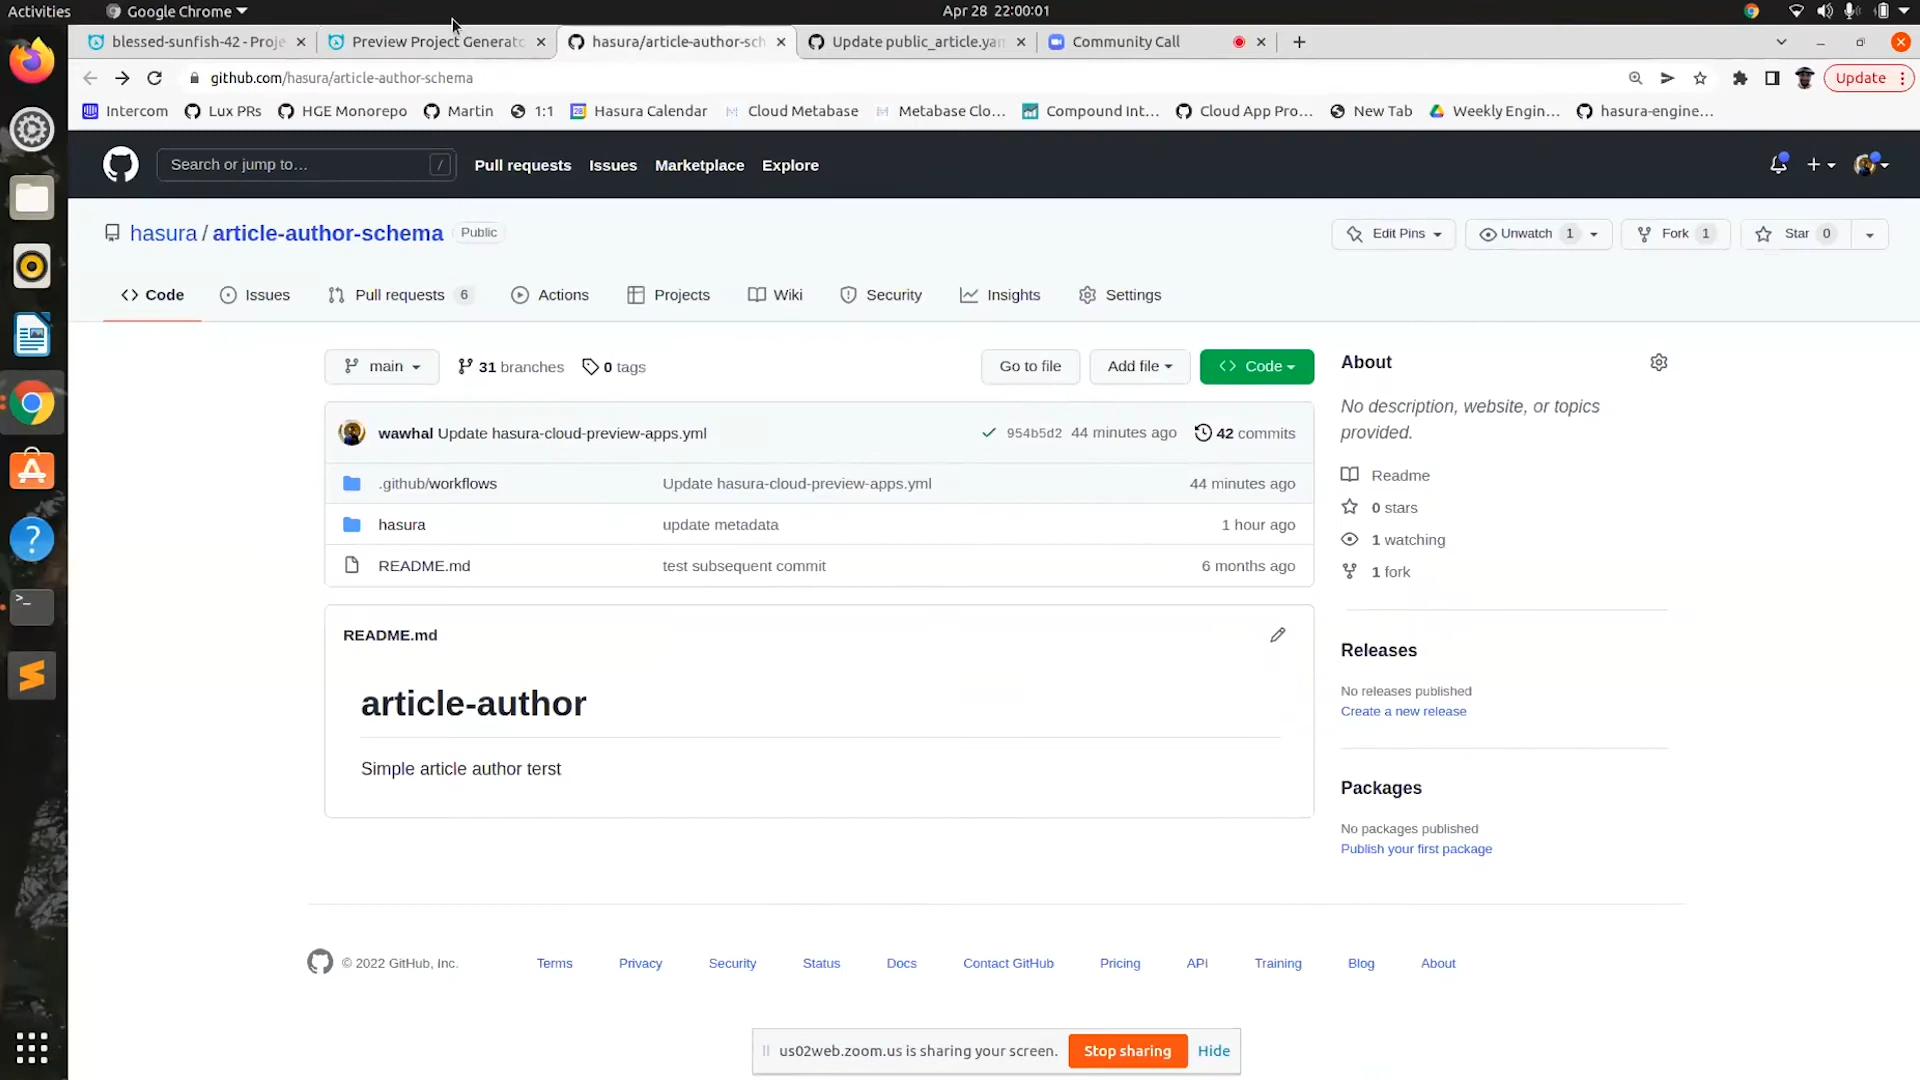 Activities Google Chrome Apr 28 22:00:01
blessed-sunfish-42 - Proje Preview Project Generato hasura/article-author-sch Update public_article.yam Community Call
github.com/hasura/article-author-schema Update
Intercom Lux PRs HGE Monorepo Martin 1:1 Hasura Calendar Cloud Metabase Metabase Clo... Compound Int... Cloud App Pro... New Tab Weekly Engin... hasura-engine...
Search or jump to... / Pull requests Issues Marketplace Explore
hasura / article-author-schema Public Edit Pins Unwatch 1 Fork 1 Star 0
Code Issues Pull requests 6 Actions Projects Wiki Security Insights Settings
main 31 branches 0 tags Go to file Add file Code
wawhal Update hasura-cloud-preview-apps.yml 954b5d2 44 minutes ago 42 commits
.github/workflows Update hasura-cloud-preview-apps.yml 44 minutes ago
hasura update metadata 1 hour ago
README.md test subsequent commit 6 months ago
README.md
article-author
Simple article author terst
About
No description, website, or topics
provided.
Readme
0 stars
1 watching
1 fork
Releases
No releases published
Create a new release
Packages
No packages published
Publish your first package
© 2022 GitHub, Inc. Terms Privacy Security Status Docs Contact GitHub Pricing API Training Blog About
us02web.zoom.us is sharing your screen. Stop sharing Hide